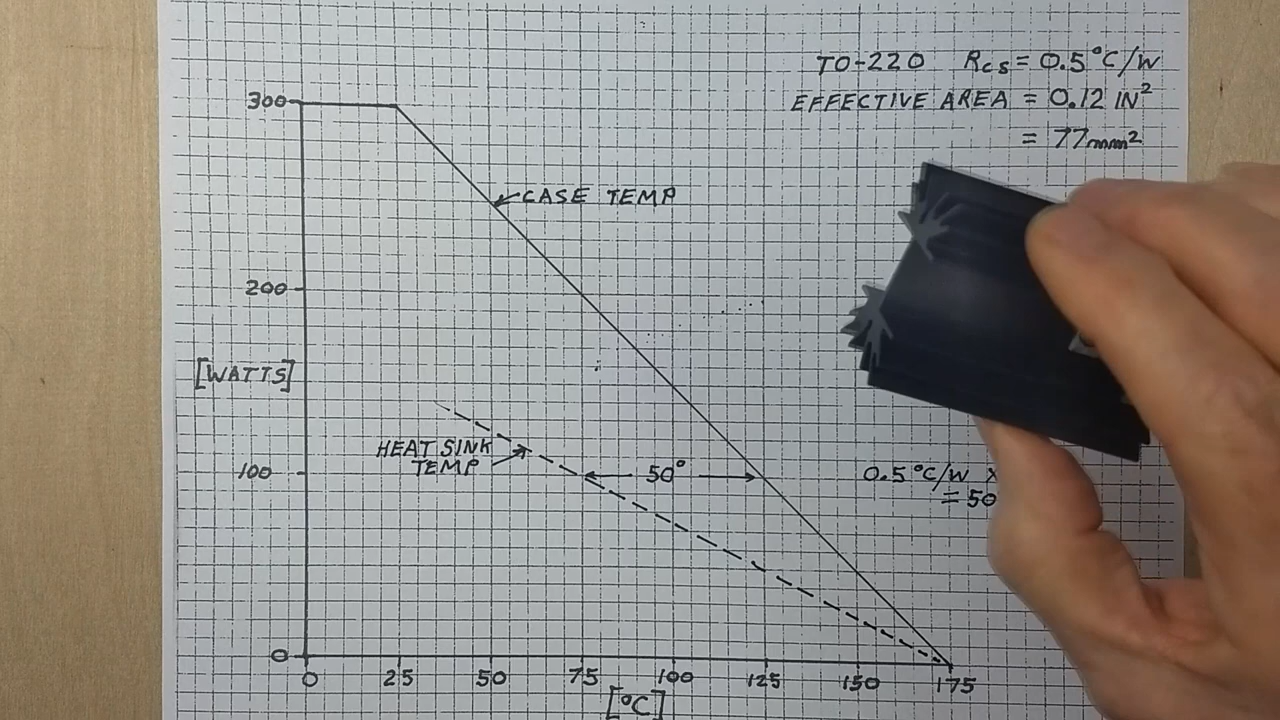 TO-220 Rcs = 0.5°C/W
EFFECTIVE AREA = 0.12 IN²
= 77mm²
300
CASE TEMP
200
[WATTS]
HEAT SINK
TEMP
100
50°
0.5°C/W X
= 50
0
0 25 50 75 100 125 150 175
[°C]